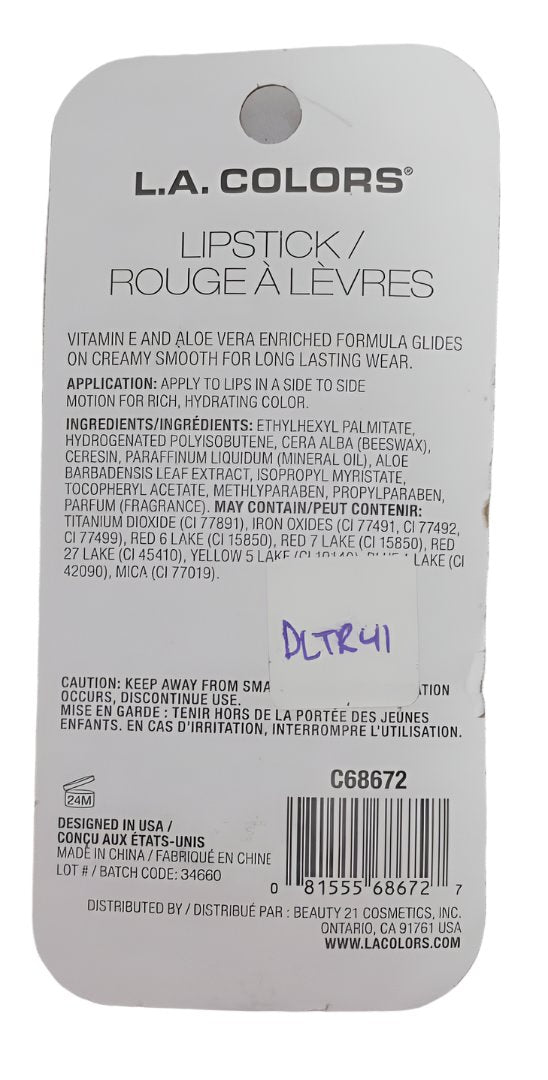 L.A. COLORS®
LIPSTICK /
ROUGE À LÈVRES
VITAMIN E AND ALOE VERA ENRICHED FORMULA GLIDES
ON CREAMY SMOOTH FOR LONG LASTING WEAR.
APPLICATION: APPLY TO LIPS IN A SIDE TO SIDE
MOTION FOR RICH, HYDRATING COLOR.
INGREDIENTS/INGRÉDIENTS: ETHYLHEXYL PALMITATE,
HYDROGENATED POLYISOBUTENE, CERA ALBA (BEESWAX),
CERESIN, PARAFFINUM LIQUIDUM (MINERAL OIL), ALOE
BARBADENSIS LEAF EXTRACT, ISOPROPYL MYRISTATE,
TOCOPHERYL ACETATE, METHLYPARABEN, PROPYLPARABEN,
PARFUM (FRAGRANCE). MAY CONTAIN/PEUT CONTENIR:
TITANIUM DIOXIDE (CI 77891), IRON OXIDES (CI 77491, CI 77492,
CI 77499), RED 6 LAKE (CI 15850), RED 7 LAKE (CI 15850), RED
27 LAKE (CI 45410), YELLOW 5 LAKE LAKE (CI
42090), MICA (CI 77019).
DLTR41
CAUTION: KEEP AWAY FROM
OCCURS, DISCONTINUE USE.
MISE EN GARDE : TENIR HORS DE LA PORTÉE DES JEUNES
ENFANTS. EN CAS D'IRRITATION, INTERROMPRE L'UTILISATION.
24M
C68672
DESIGNED IN USA /
CONÇU AUX ÉTATS-UNIS
MADE IN CHINA / FABRIQUÉ EN CHINE
LOT # / BATCH CODE: 34660
0 81555 68672 7
DISTRIBUTED BY / DISTRIBUÉ PAR : BEAUTY 21 COSMETICS, INC.
ONTARIO, CA 91761 USA
WWW.LACOLORS.COM